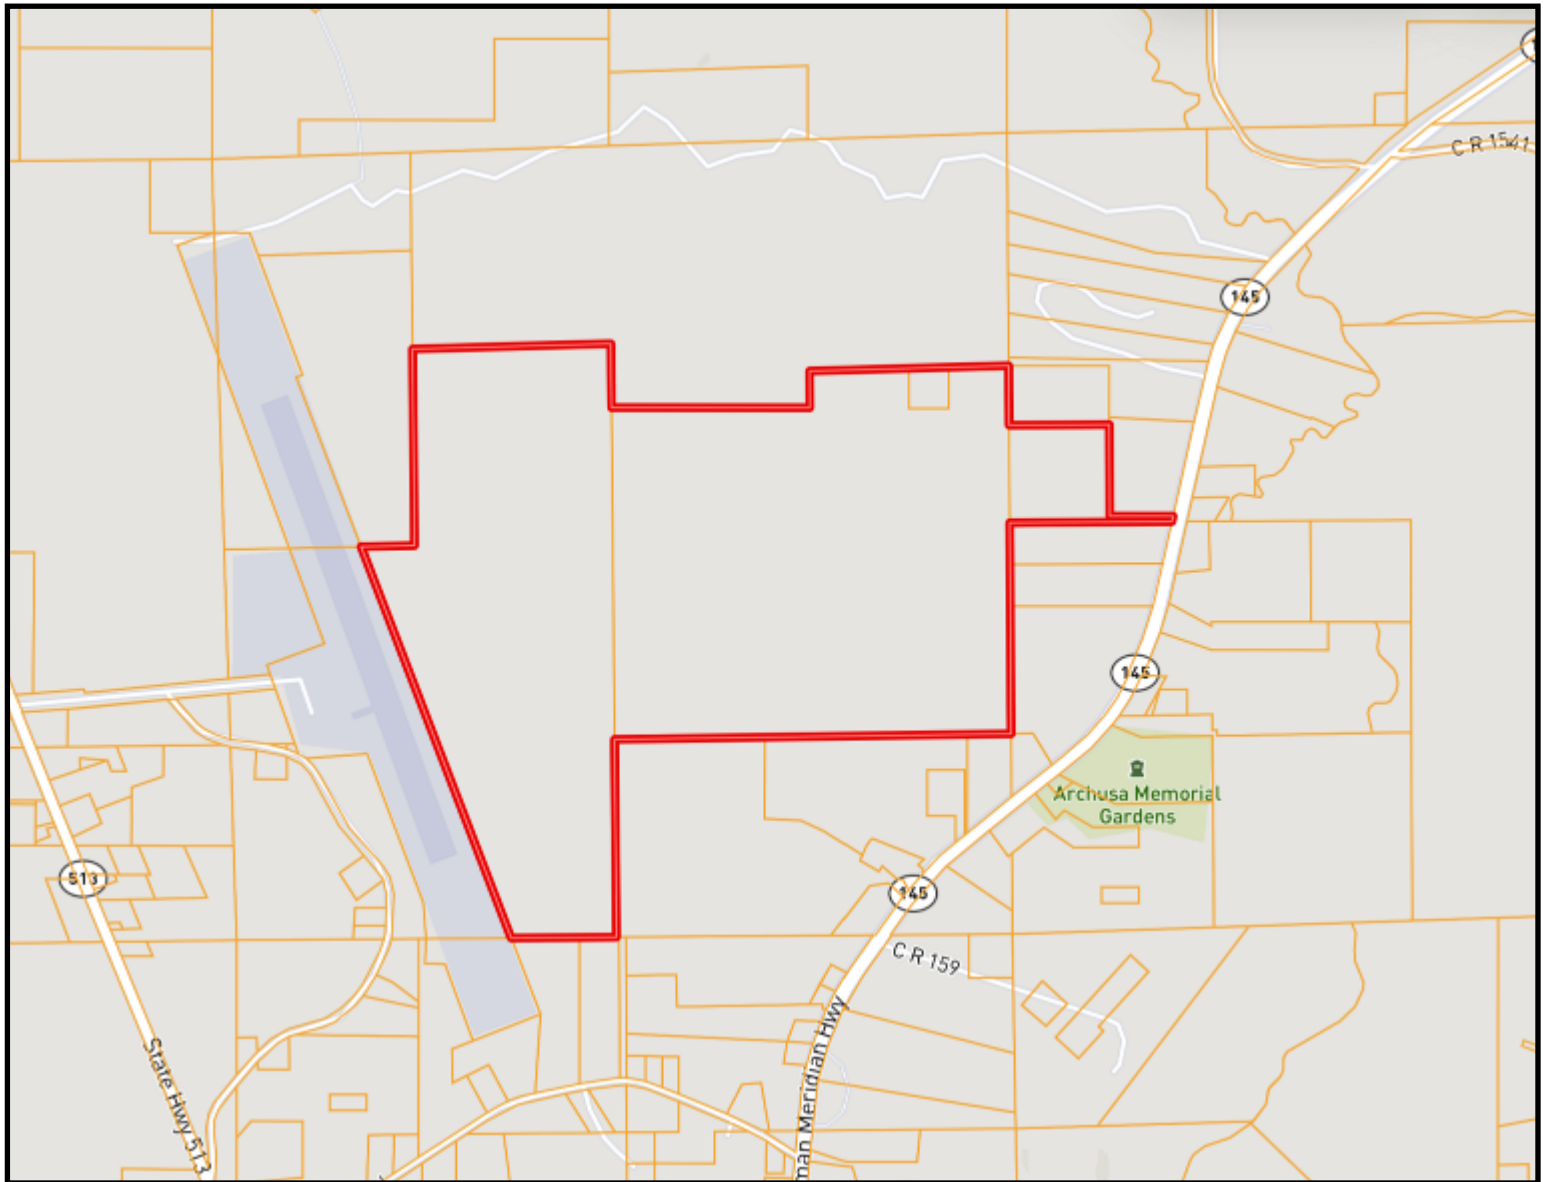 C R 1541
145
145
Archusa Memorial
Gardens
513
145
C R 159
State Hwy 513
man Meridian Hwy